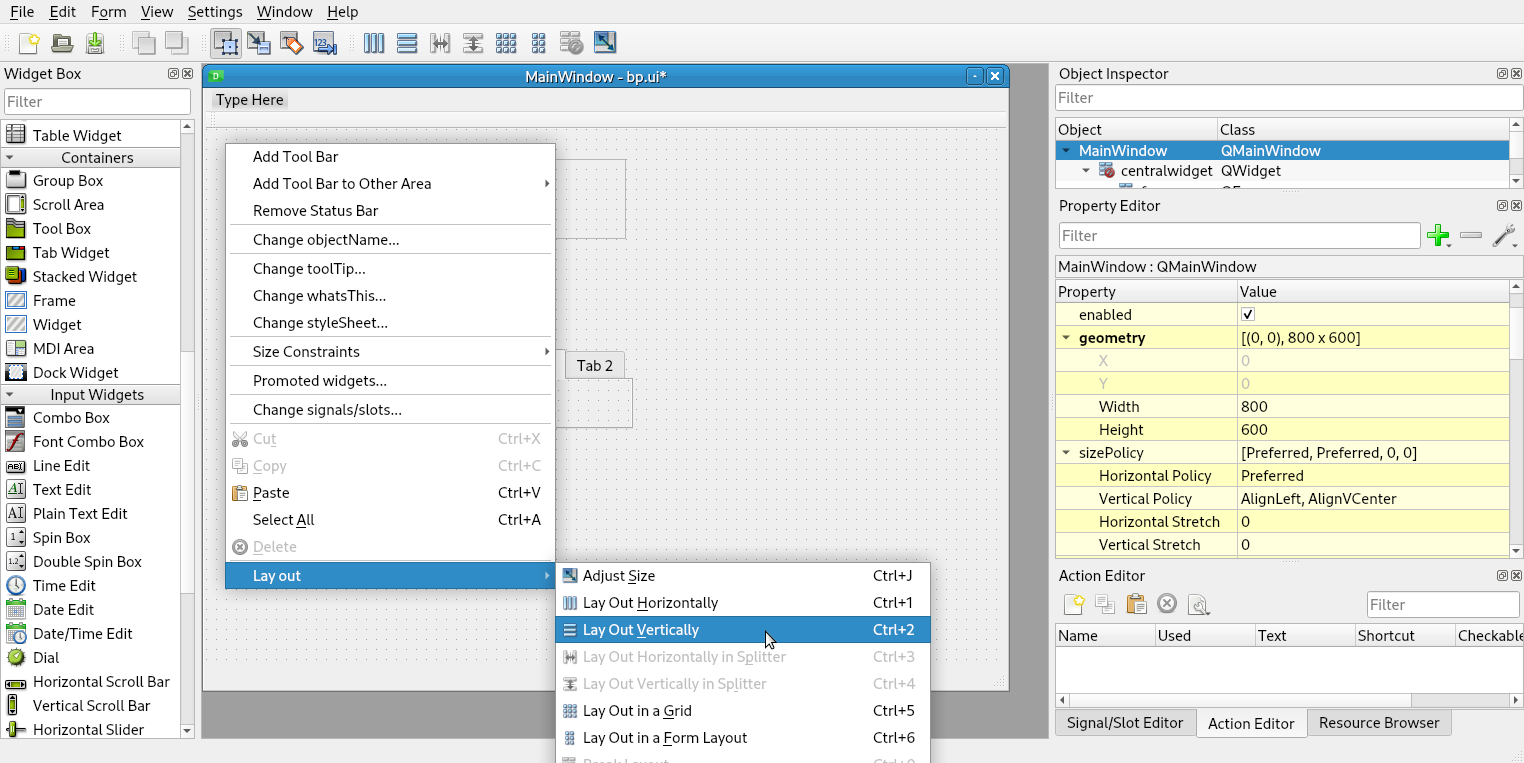 File Edit Form View Settings Window Help
Widget Box
Filter
Table Widget
Containers
Group Box
Scroll Area
Tool Box
Tab Widget
Stacked Widget
Frame
Widget
MDI Area
Dock Widget
Input Widgets
Combo Box
Font Combo Box
Line Edit
Text Edit
Plain Text Edit
Spin Box
Double Spin Box
Time Edit
Date Edit
Date/Time Edit
Dial
Horizontal Scroll Bar
Vertical Scroll Bar
Horizontal Slider
MainWindow - bp.ui*
Type Here
Add Tool Bar
Add Tool Bar to Other Area
Remove Status Bar
Change objectName...
Change toolTip...
Change whatsThis...
Change styleSheet...
Size Constraints
Promoted widgets...
Change signals/slots...
Cut Ctrl+X
Copy Ctrl+C
Paste Ctrl+V
Select All Ctrl+A
Delete
Lay out
Tab 2
Adjust Size Ctrl+J
Lay Out Horizontally Ctrl+1
Lay Out Vertically Ctrl+2
Lay Out Horizontally in Splitter Ctrl+3
Lay Out Vertically in Splitter Ctrl+4
Lay Out in a Grid Ctrl+5
Lay Out in a Form Layout Ctrl+6
Object Inspector
Filter
Object Class
MainWindow QMainWindow
centralwidget QWidget
Property Editor
Filter
MainWindow : QMainWindow
Property Value
enabled
geometry [(0, 0), 800 x 600]
X 0
Y 0
Width 800
Height 600
sizePolicy [Preferred, Preferred, 0, 0]
Horizontal Policy Preferred
Vertical Policy AlignLeft, AlignVCenter
Horizontal Stretch 0
Vertical Stretch 0
Action Editor
Filter
Name Used Text Shortcut Checkable
Signal/Slot Editor Action Editor Resource Browser